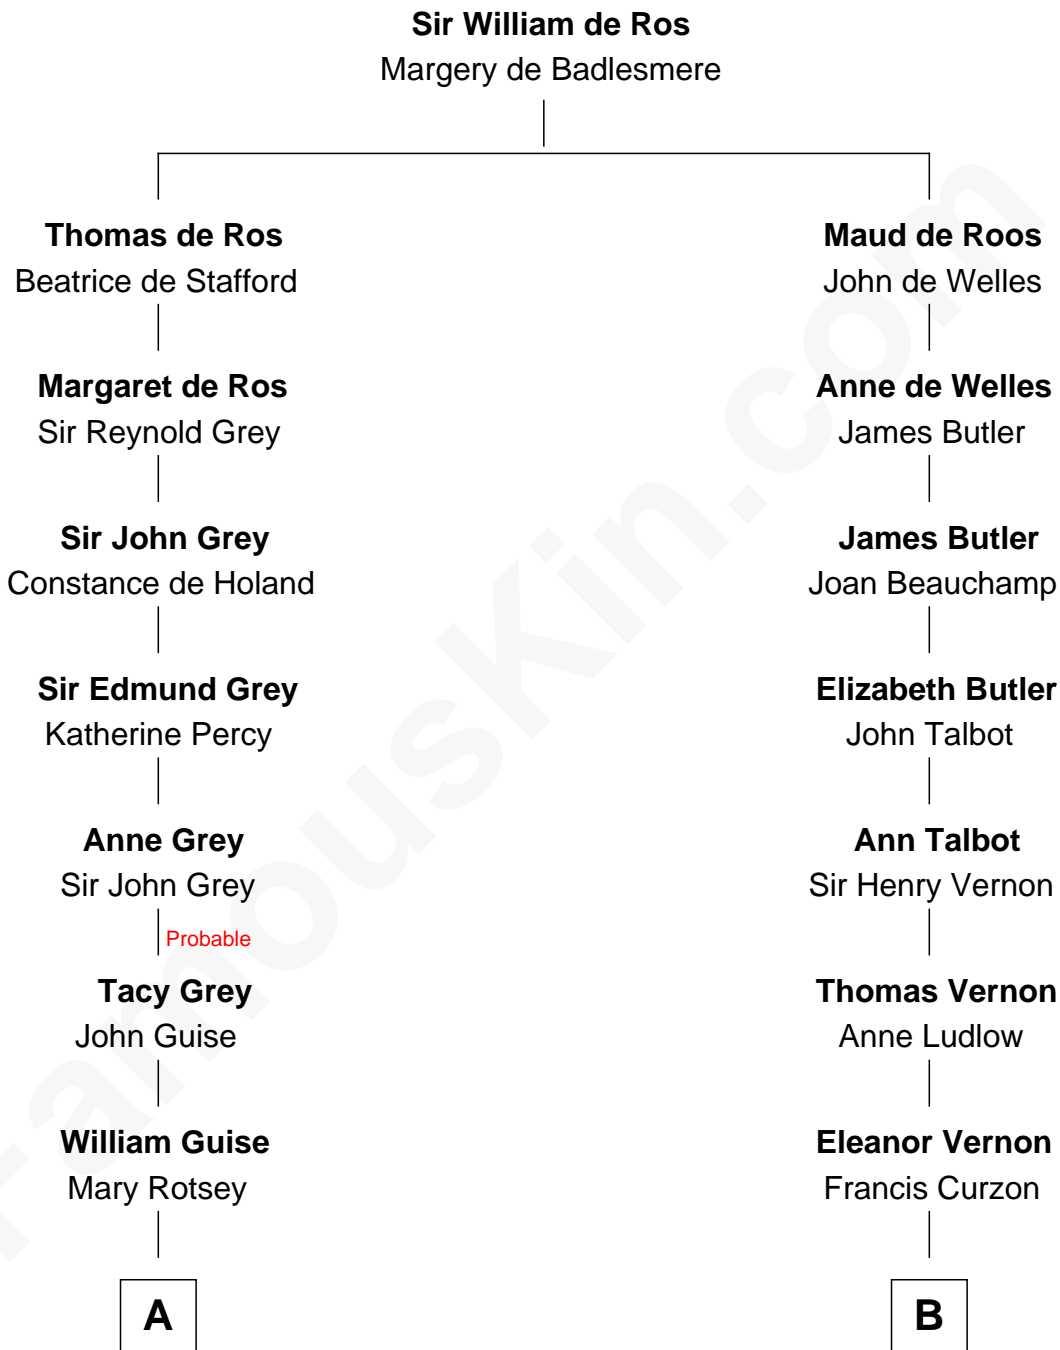 Sir William de Ros
Margery de Badlesmere
Thomas de Ros
Beatrice de Stafford
Margaret de Ros
Sir Reynold Grey
Sir John Grey
Constance de Holand
Sir Edmund Grey
Katherine Percy
Anne Grey
Sir John Grey
Probable
Tacy Grey
John Guise
William Guise
Mary Rotsey
A
Maud de Roos
John de Welles
Anne de Welles
James Butler
James Butler
Joan Beauchamp
Elizabeth Butler
John Talbot
Ann Talbot
Sir Henry Vernon
Thomas Vernon
Anne Ludlow
Eleanor Vernon
Francis Curzon
B
FamousKin.com